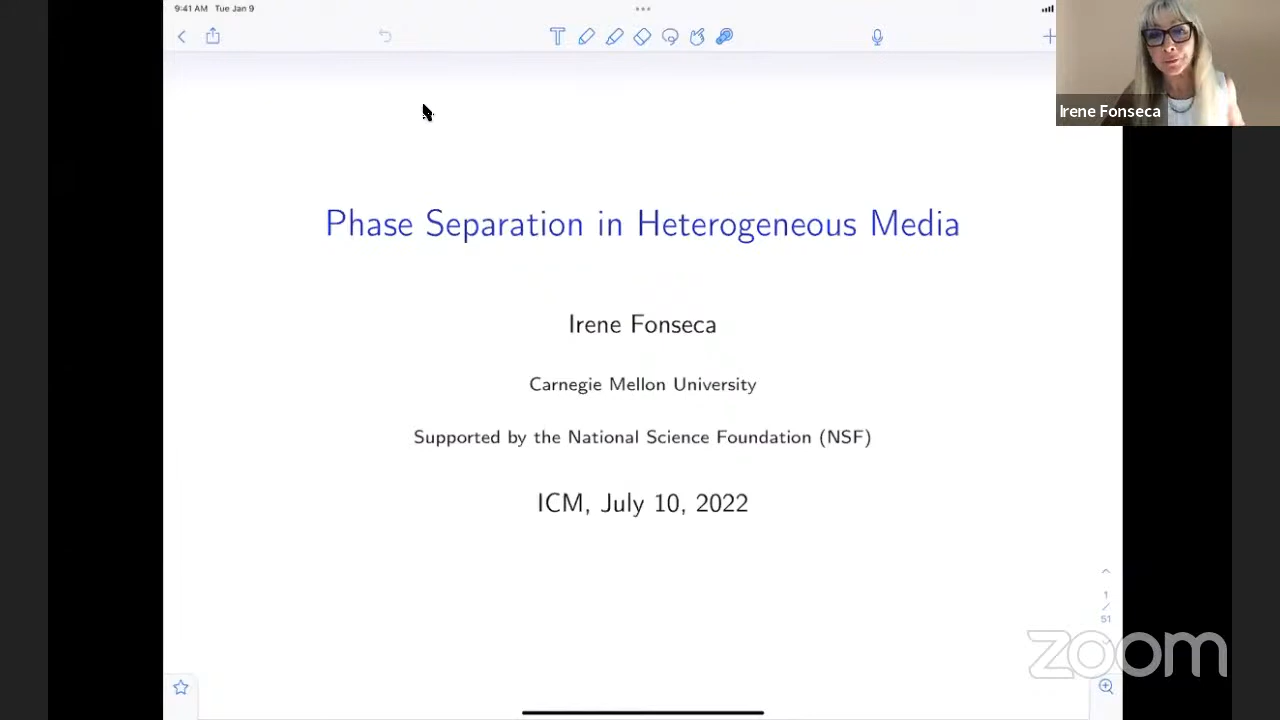 9:41 AM Tue Jan 9
Irene Fonseca
Phase Separation in Heterogeneous Media
Irene Fonseca
Carnegie Mellon University
Supported by the National Science Foundation (NSF)
ICM, July 10, 2022
1
/
51
zoom